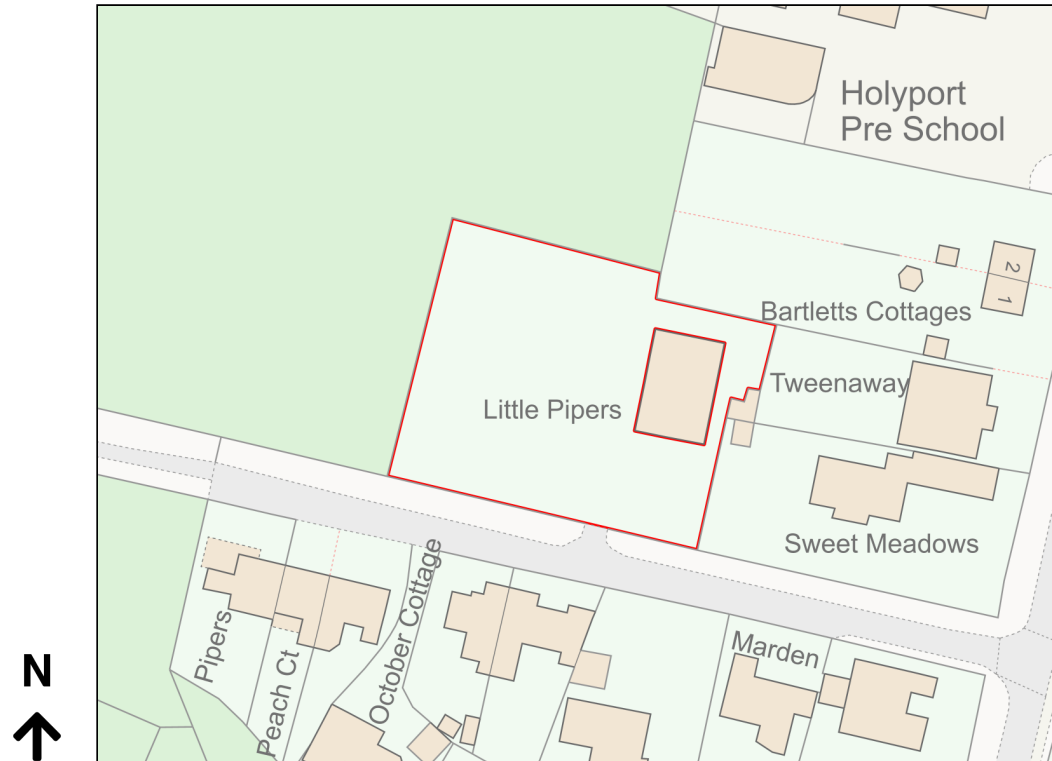 Holyport
Pre School
2
1
Bartletts Cottages
Tweenaway
Little Pipers
Sweet Meadows
October Cottage
Pipers
Peach Ct
Marden
N